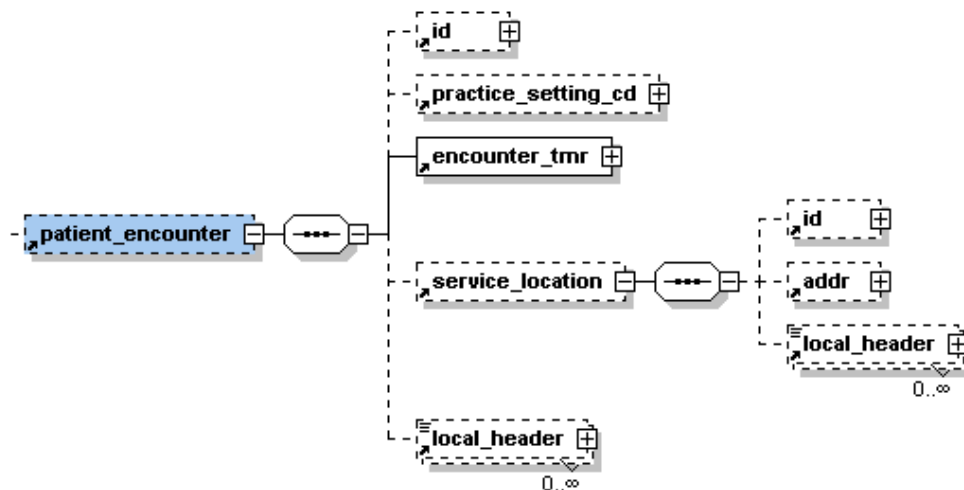 id
practice_setting_cd
encounter_tmr
patient_encounter
id
service_location
addr
local_header
0..∞
local_header
0..∞